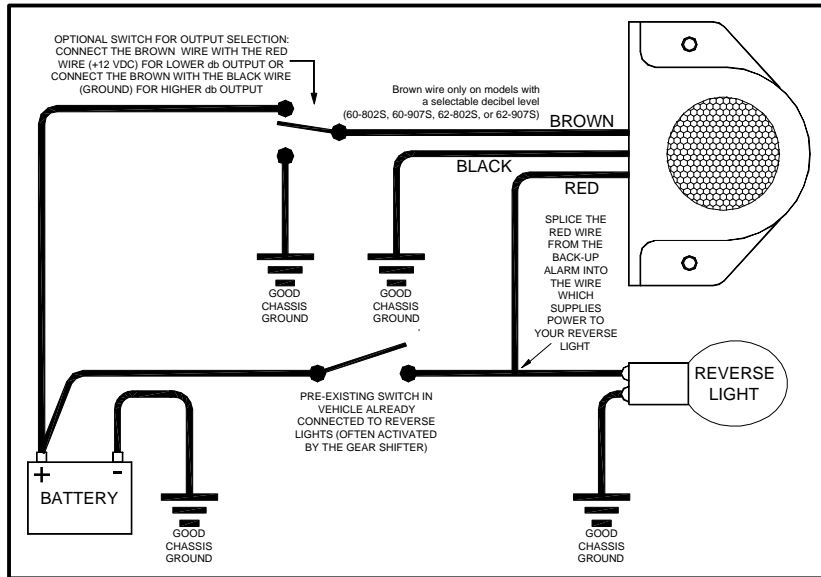 OPTIONAL SWITCH FOR OUTPUT SELECTION:
CONNECT THE BROWN WIRE WITH THE RED
WIRE (+12 VDC) FOR LOWER db OUTPUT OR
CONNECT THE BROWN WITH THE BLACK WIRE
(GROUND) FOR HIGHER db OUTPUT
Brown wire only on models with
a selectable decibel level
(60-802S, 60-907S, 62-802S, or 62-907S)
BROWN
BLACK
RED
SPLICE THE
RED WIRE
FROM THE
BACK-UP
ALARM INTO
THE WIRE
WHICH
SUPPLIES
POWER TO
YOUR REVERSE
LIGHT
GOOD
CHASSIS
GROUND
GOOD
CHASSIS
GROUND
PRE-EXISTING SWITCH IN
VEHICLE ALREADY
CONNECTED TO REVERSE
LIGHTS (OFTEN ACTIVATED
BY THE GEAR SHIFTER)
REVERSE
LIGHT
+ -
BATTERY
GOOD
CHASSIS
GROUND
GOOD
CHASSIS
GROUND